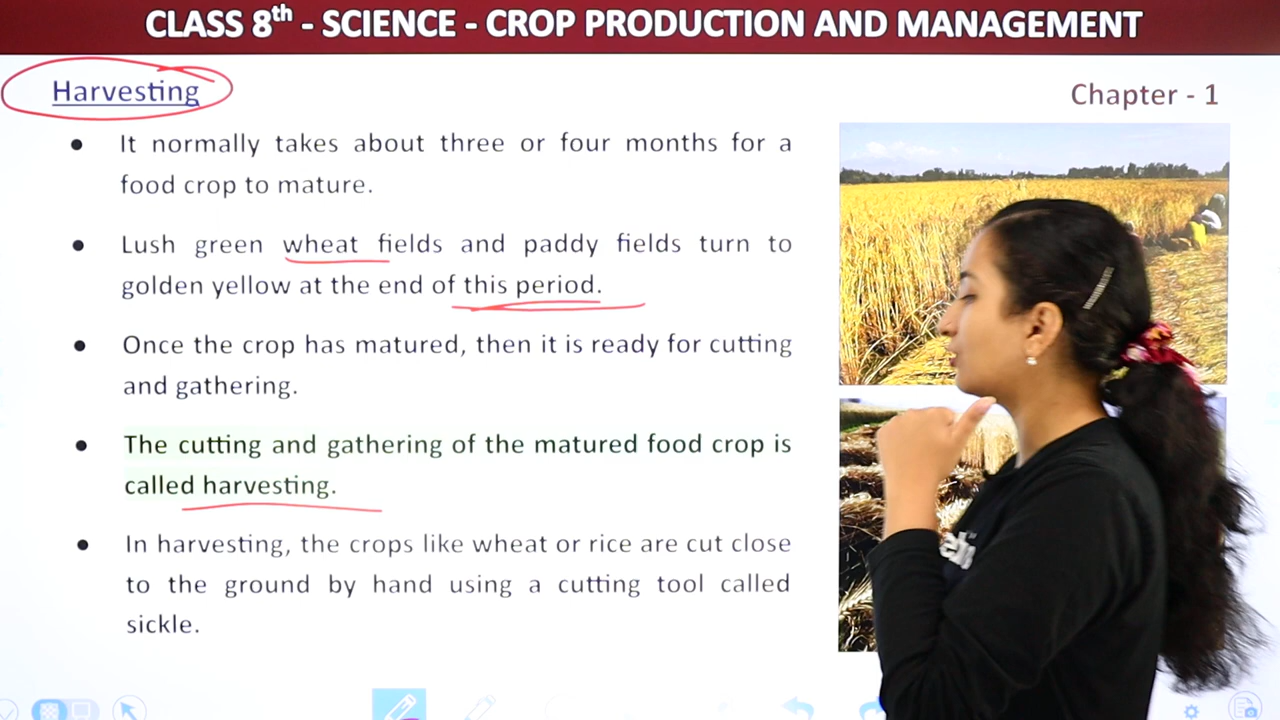 CLASS 8th - SCIENCE - CROP PRODUCTION AND MANAGEMENT
Harvesting
Chapter - 1
● It normally takes about three or four months for a
food crop to mature.
● Lush green wheat fields and paddy fields turn to
golden yellow at the end of this period.
● Once the crop has matured, then it is ready for cutting
and gathering.
● The cutting and gathering of the matured food crop is
called harvesting.
● In harvesting, the crops like wheat or rice are cut close
to the ground by hand using a cutting tool called
sickle.